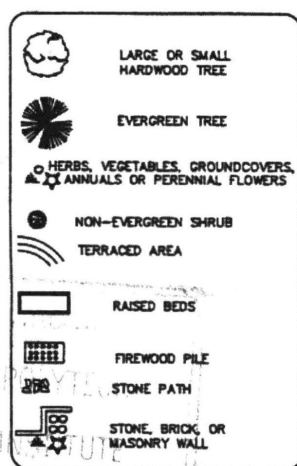 LARGE OR SMALL
HARDWOOD TREE
EVERGREEN TREE
HERBS, VEGETABLES, GROUNDCOVERS,
ANNUALS OR PERENNIAL FLOWERS
NON-EVERGREEN SHRUB
TERRACED AREA
RAISED BEDS
FIREWOOD PILE
STONE PATH
STONE, BRICK, OR
MASONRY WALL